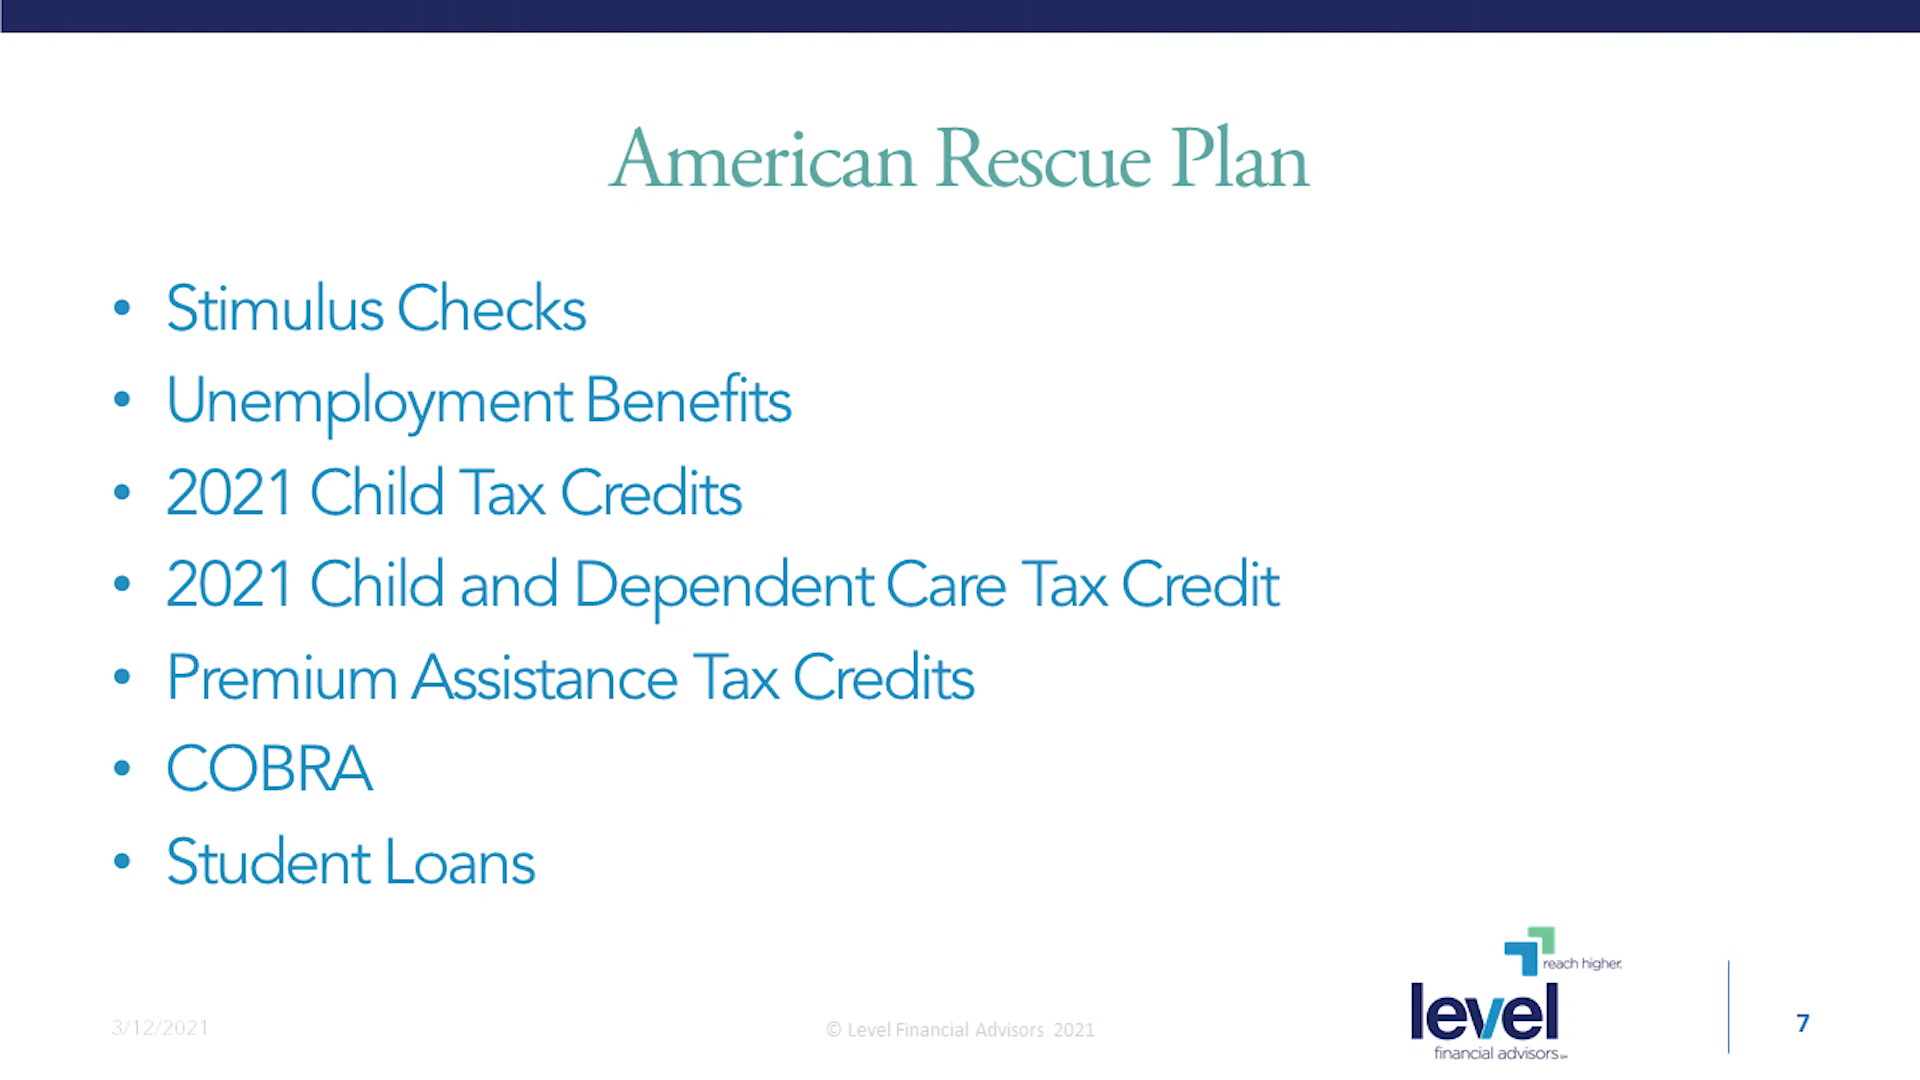 American Rescue Plan
• Stimulus Checks
• Unemployment Benefits
• 2021 Child Tax Credits
• 2021 Child and Dependent Care Tax Credit
• Premium Assistance Tax Credits
• COBRA
• Student Loans
reach higher.
level
financial advisors℠
3/12/2021
© Level Financial Advisors 2021
7